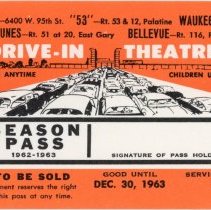 —6400 W. 95th St. "53"—Rt. 53 & 12, Palatine WAUKE
UNES—Rt. 51 at 20, East Gary BELLEVUE—Rt. 116,
DRIVE-IN THEATRE
ANYTIME CHILDREN U
SEASON
PASS
1962-1963
SIGNATURE OF PASS HOLD
TO BE SOLD GOOD UNTIL SERVI
ment reserves the right DEC. 30, 1963
this pass at any time.